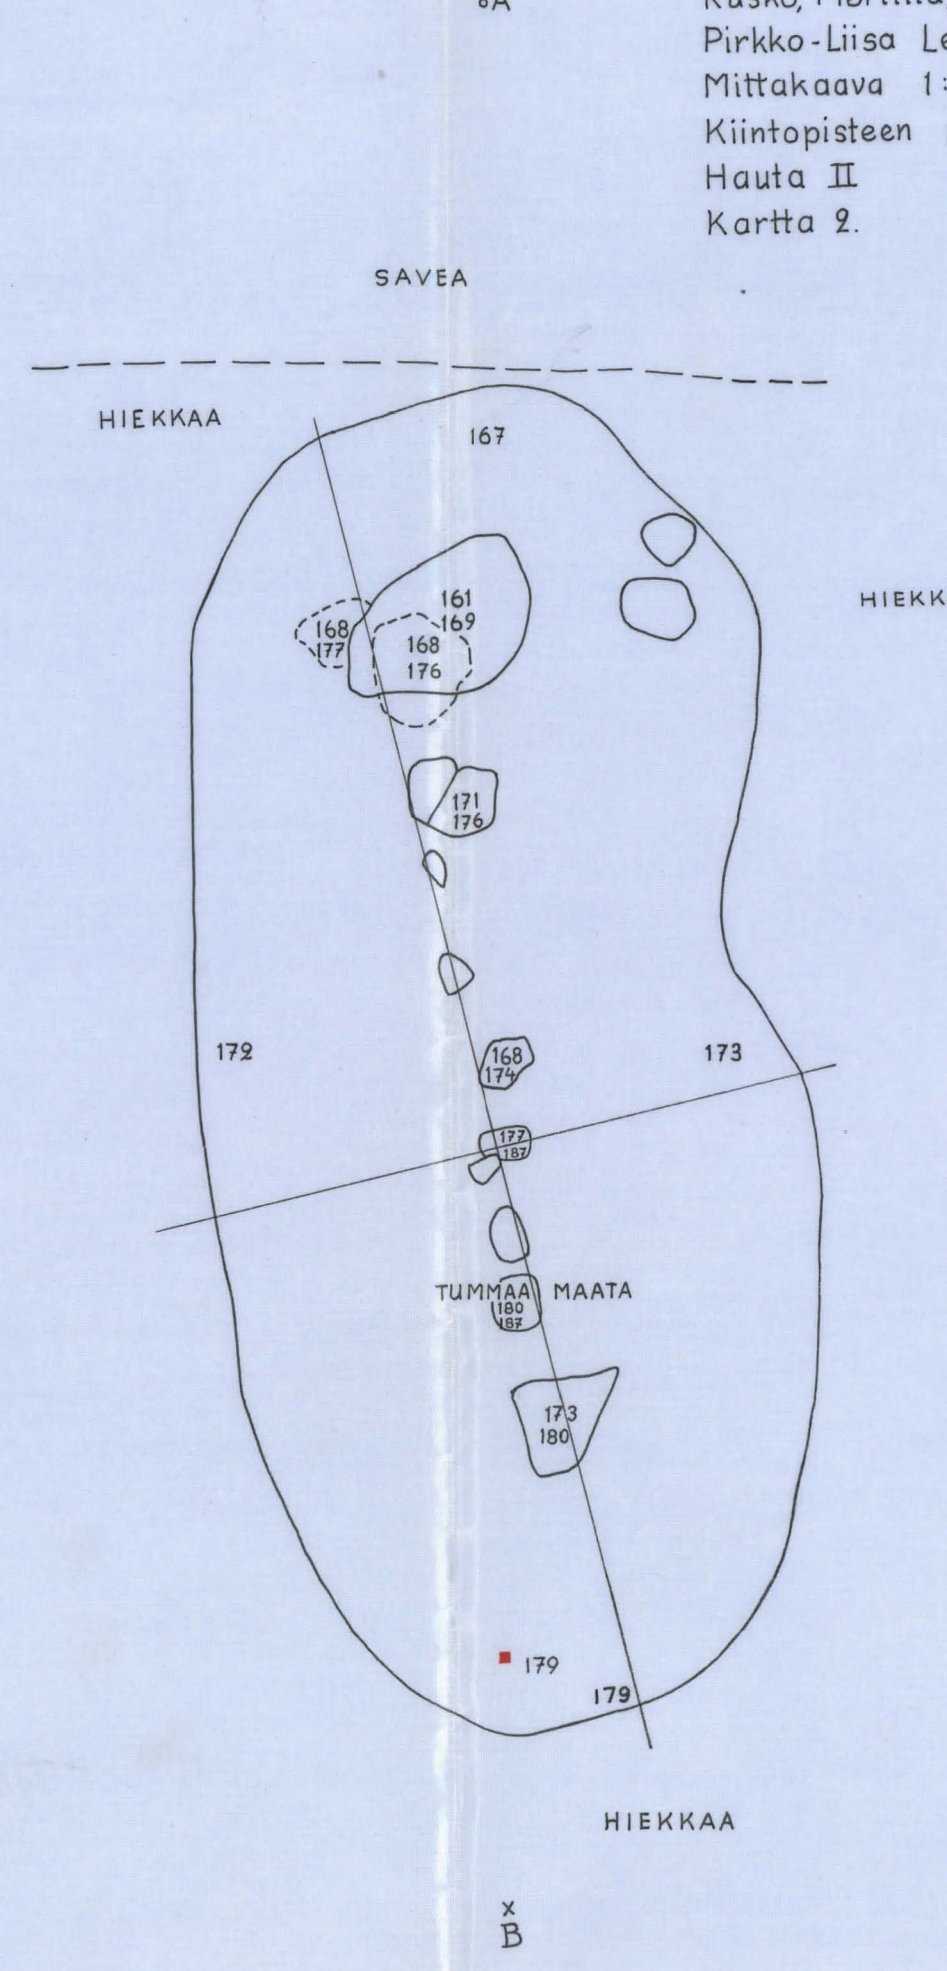 A
Pirkko-Liisa
Mittakaava 1:
Kiintopisteen
Hauta II
Kartta 2.
SAVEA
HIEKKAA
167
HIEKK
161
169
168
177
168
176
171
176
172
173
168
174
177
187
TUMMAA MAATA
180
187
173
180
179
179
HIEKKAA
x
B